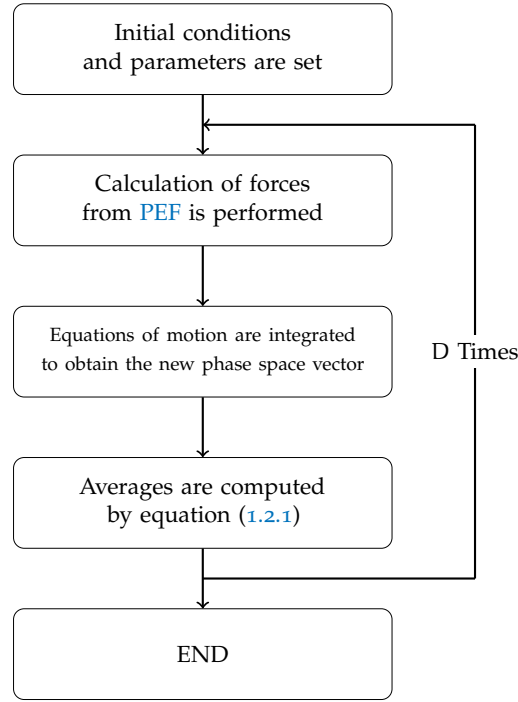 Initial conditions
and parameters are set
Calculation of forces
from PEF is performed
Equations of motion are integrated
to obtain the new phase space vector
D Times
Averages are computed
by equation (1.2.1)
END